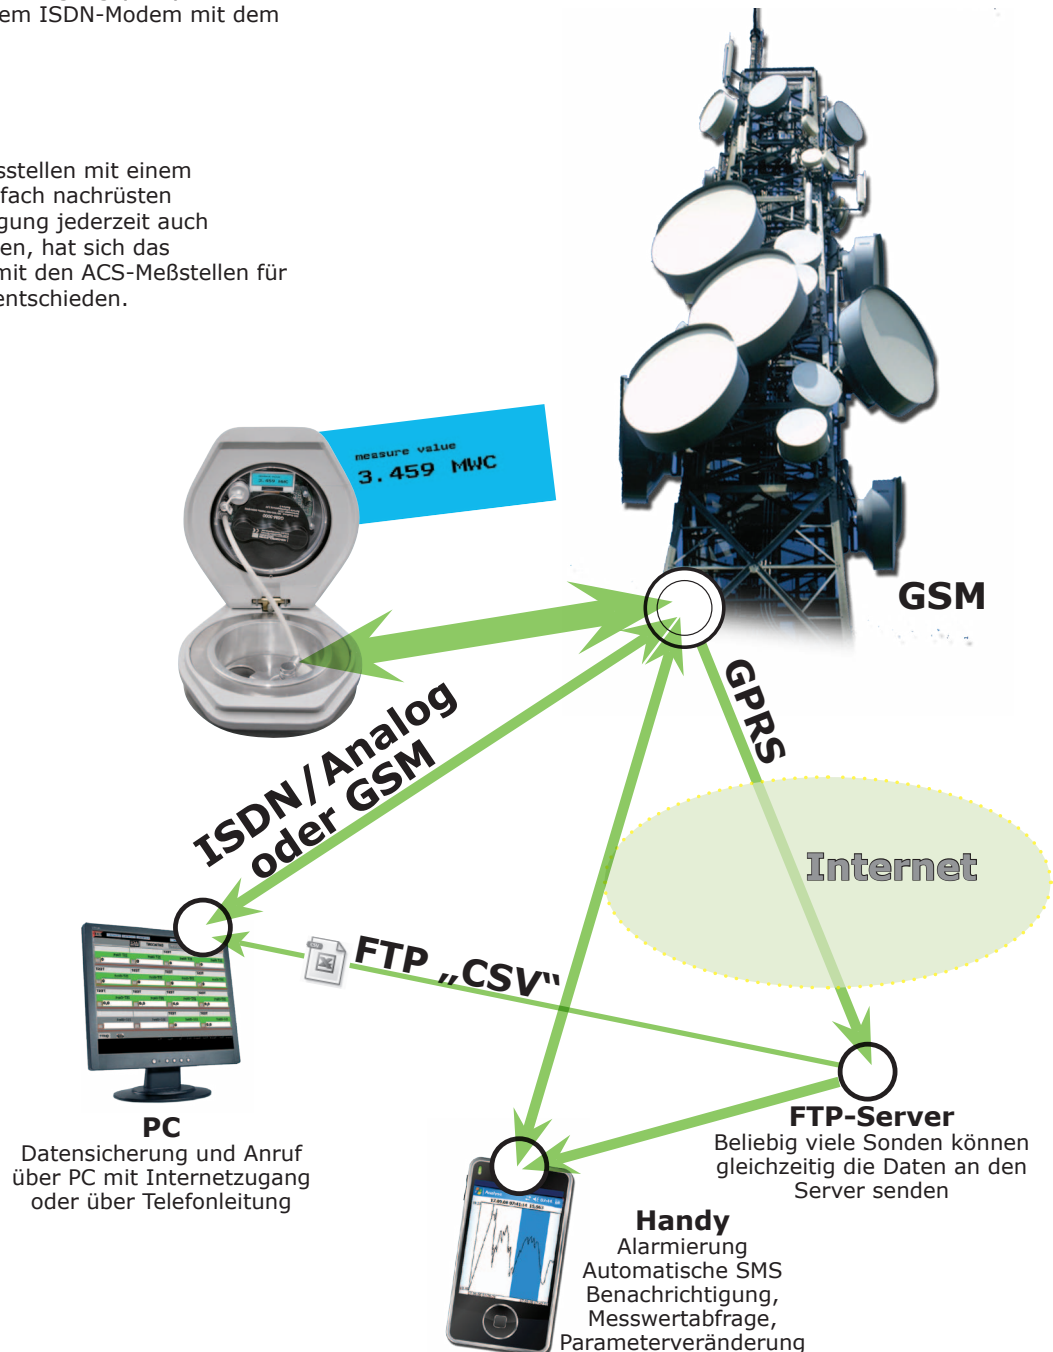 em ISDN-Modem mit dem
sstellen mit einem
fach nachrüsten
gung jederzeit auch
en, hat sich das
mit den ACS-Meßstellen für
entschieden.
measure value
3.459 MWC
GSM
GPRS
ISDN/Analog
oder GSM
Internet
FTP „CSV“
PC
Datensicherung und Anruf
über PC mit Internetzugang
oder über Telefonleitung
FTP-Server
Beliebig viele Sonden können
gleichzeitig die Daten an den
Server senden
Handy
Alarmierung
Automatische SMS
Benachrichtigung,
Messwertabfrage,
Parameterveränderung